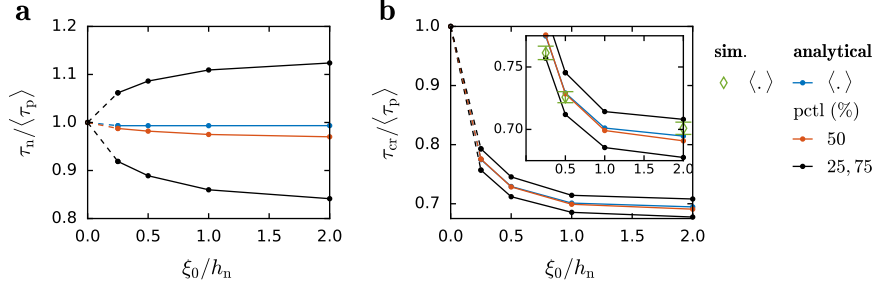 a
1.2
1.1
1.0
0.9
0.8
τn/⟨τp⟩
0.0 0.5 1.0 1.5 2.0
ξ0/hn
b
1.0
0.9
0.8
0.7
τcr/⟨τp⟩
0.0 0.5 1.0 1.5 2.0
ξ0/hn
0.75
0.70
0.5 1.0 1.5 2.0
sim. analytical
⟨.⟩ ⟨.⟩
pctl (%)
50
25, 75